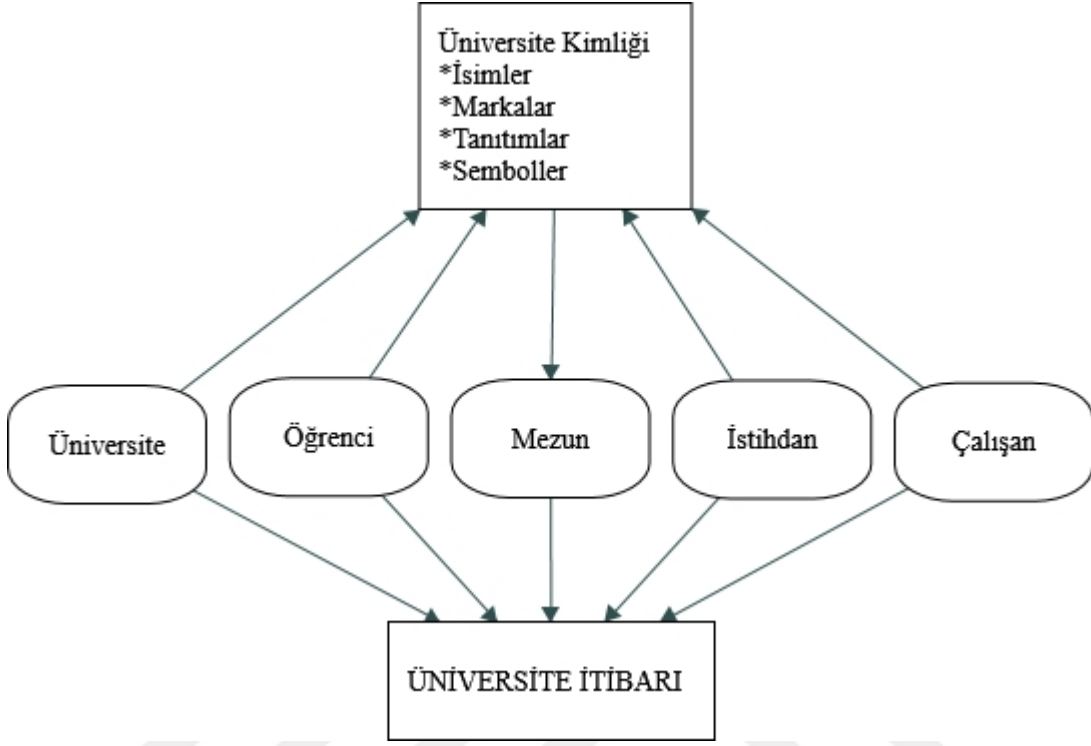 Üniversite Kimliği
*İsimler
*Markalar
*Tanıtımlar
*Semboller
Üniversite
Öğrenci
Mezun
İstihdan
Çalışan
ÜNİVERSİTE İTİBARI